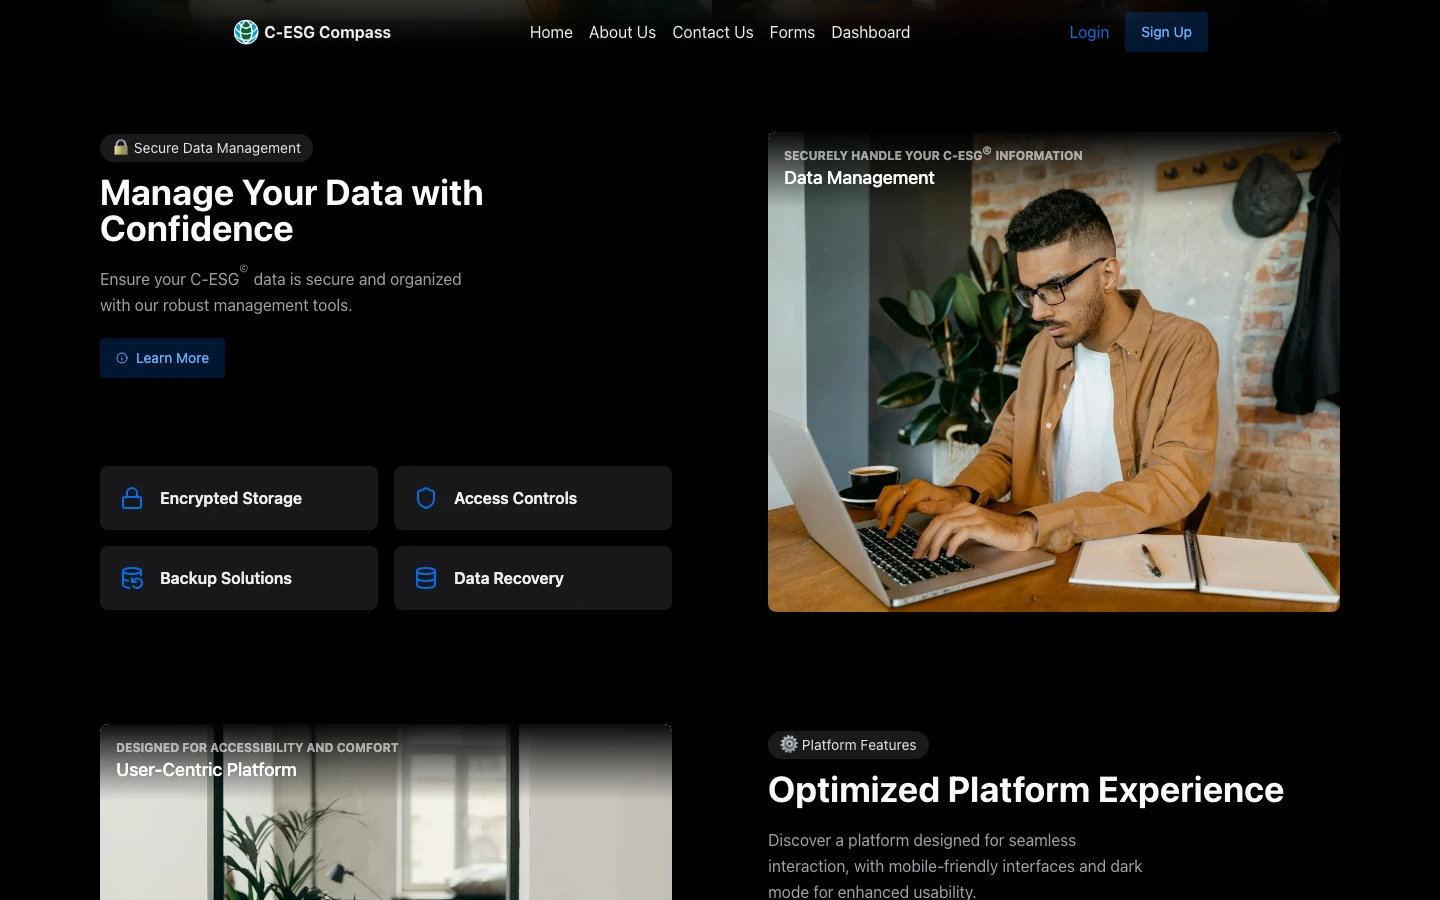 C-ESG Compass
Home
About Us
Contact Us
Forms
Dashboard
Login
Sign Up
🔒 Secure Data Management
Manage Your Data with
Confidence
Ensure your C-ESG© data is secure and organized
with our robust management tools.
Learn More
Encrypted Storage
Access Controls
Backup Solutions
Data Recovery
SECURELY HANDLE YOUR C-ESG© INFORMATION
Data Management
DESIGNED FOR ACCESSIBILITY AND COMFORT
User-Centric Platform
⚙️ Platform Features
Optimized Platform Experience
Discover a platform designed for seamless
interaction, with mobile-friendly interfaces and dark
mode for enhanced usability.